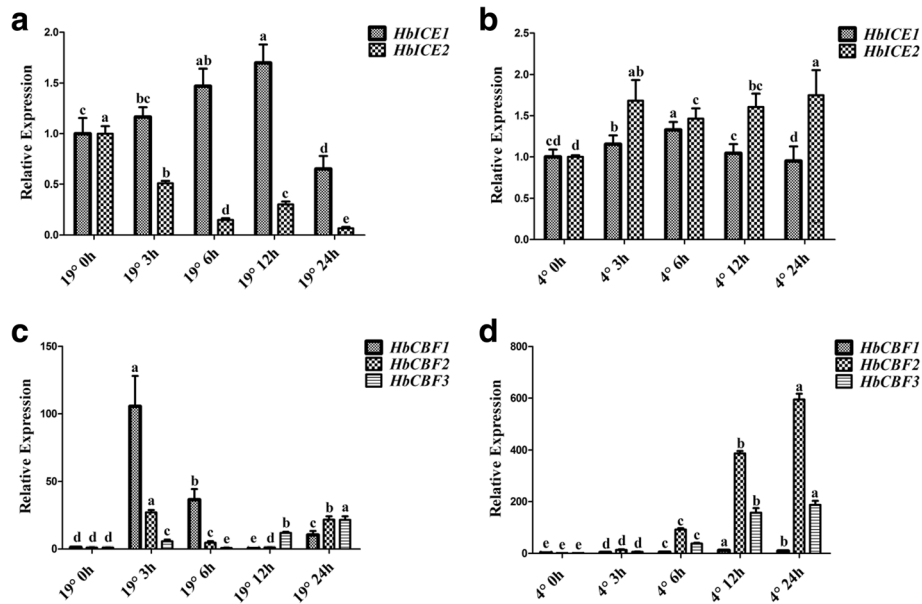 a
HbICE1
HbICE2
Relative Expression
2.0
1.5
1.0
0.5
0.0
c a bc b ab d a c d e
19° 0h 19° 3h 19° 6h 19° 12h 19° 24h
b
HbICE1
HbICE2
Relative Expression
2.5
2.0
1.5
1.0
0.5
0.0
cd d b ab a c c bc d a
4° 0h 4° 3h 4° 6h 4° 12h 4° 24h
c
HbCBF1
HbCBF2
HbCBF3
Relative Expression
150
100
50
0
d d d a a c b c e e e b c b a
19° 0h 19° 3h 19° 6h 19° 12h 19° 24h
d
HbCBF1
HbCBF2
HbCBF3
Relative Expression
800
600
400
200
0
e e e d d d c c c a b b b a a
4° 0h 4° 3h 4° 6h 4° 12h 4° 24h